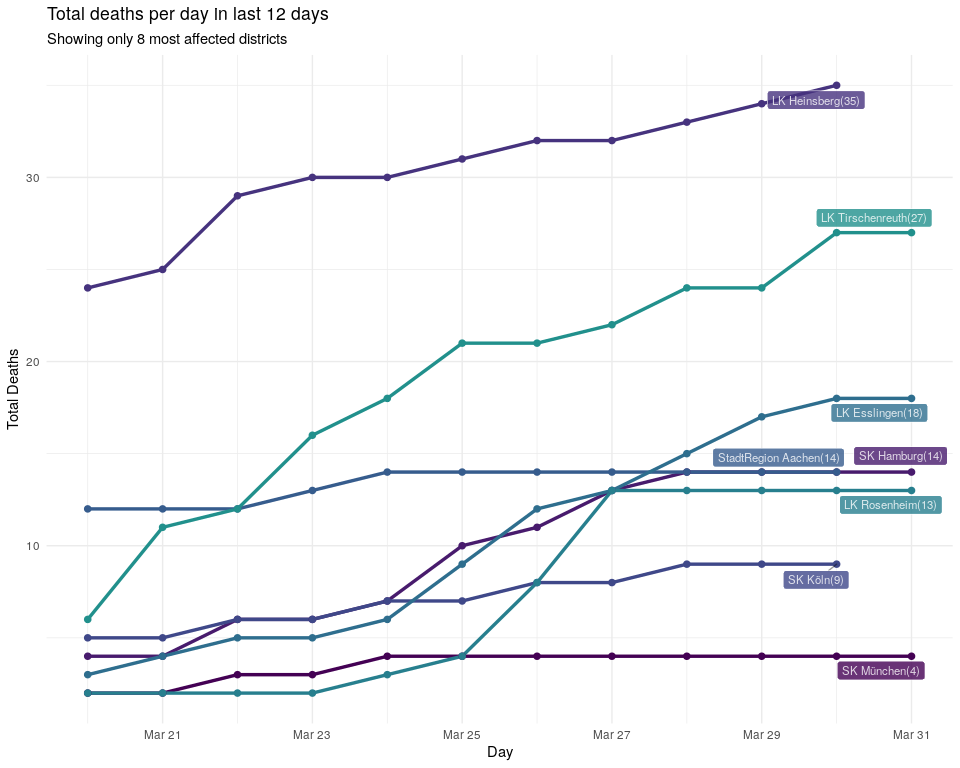 Total deaths per day in last 12 days
Showing only 8 most affected districts
Total Deaths
30
20
10
LK Heinsberg(35)
LK Tirschenreuth(27)
LK Esslingen(18)
StadtRegion Aachen(14)
SK Hamburg(14)
LK Rosenheim(13)
SK Köln(9)
SK München(4)
Mar 21
Mar 23
Mar 25
Mar 27
Mar 29
Mar 31
Day